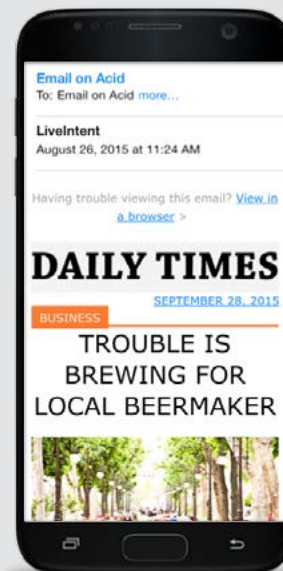 Email on Acid
To: Email on Acid more...
LiveIntent
August 26, 2015 at 11:24 AM
Having trouble viewing this email? View in
a browser >
DAILY TIMES
SEPTEMBER 28, 2015
BUSINESS
TROUBLE IS
BREWING FOR
LOCAL BEERMAKER